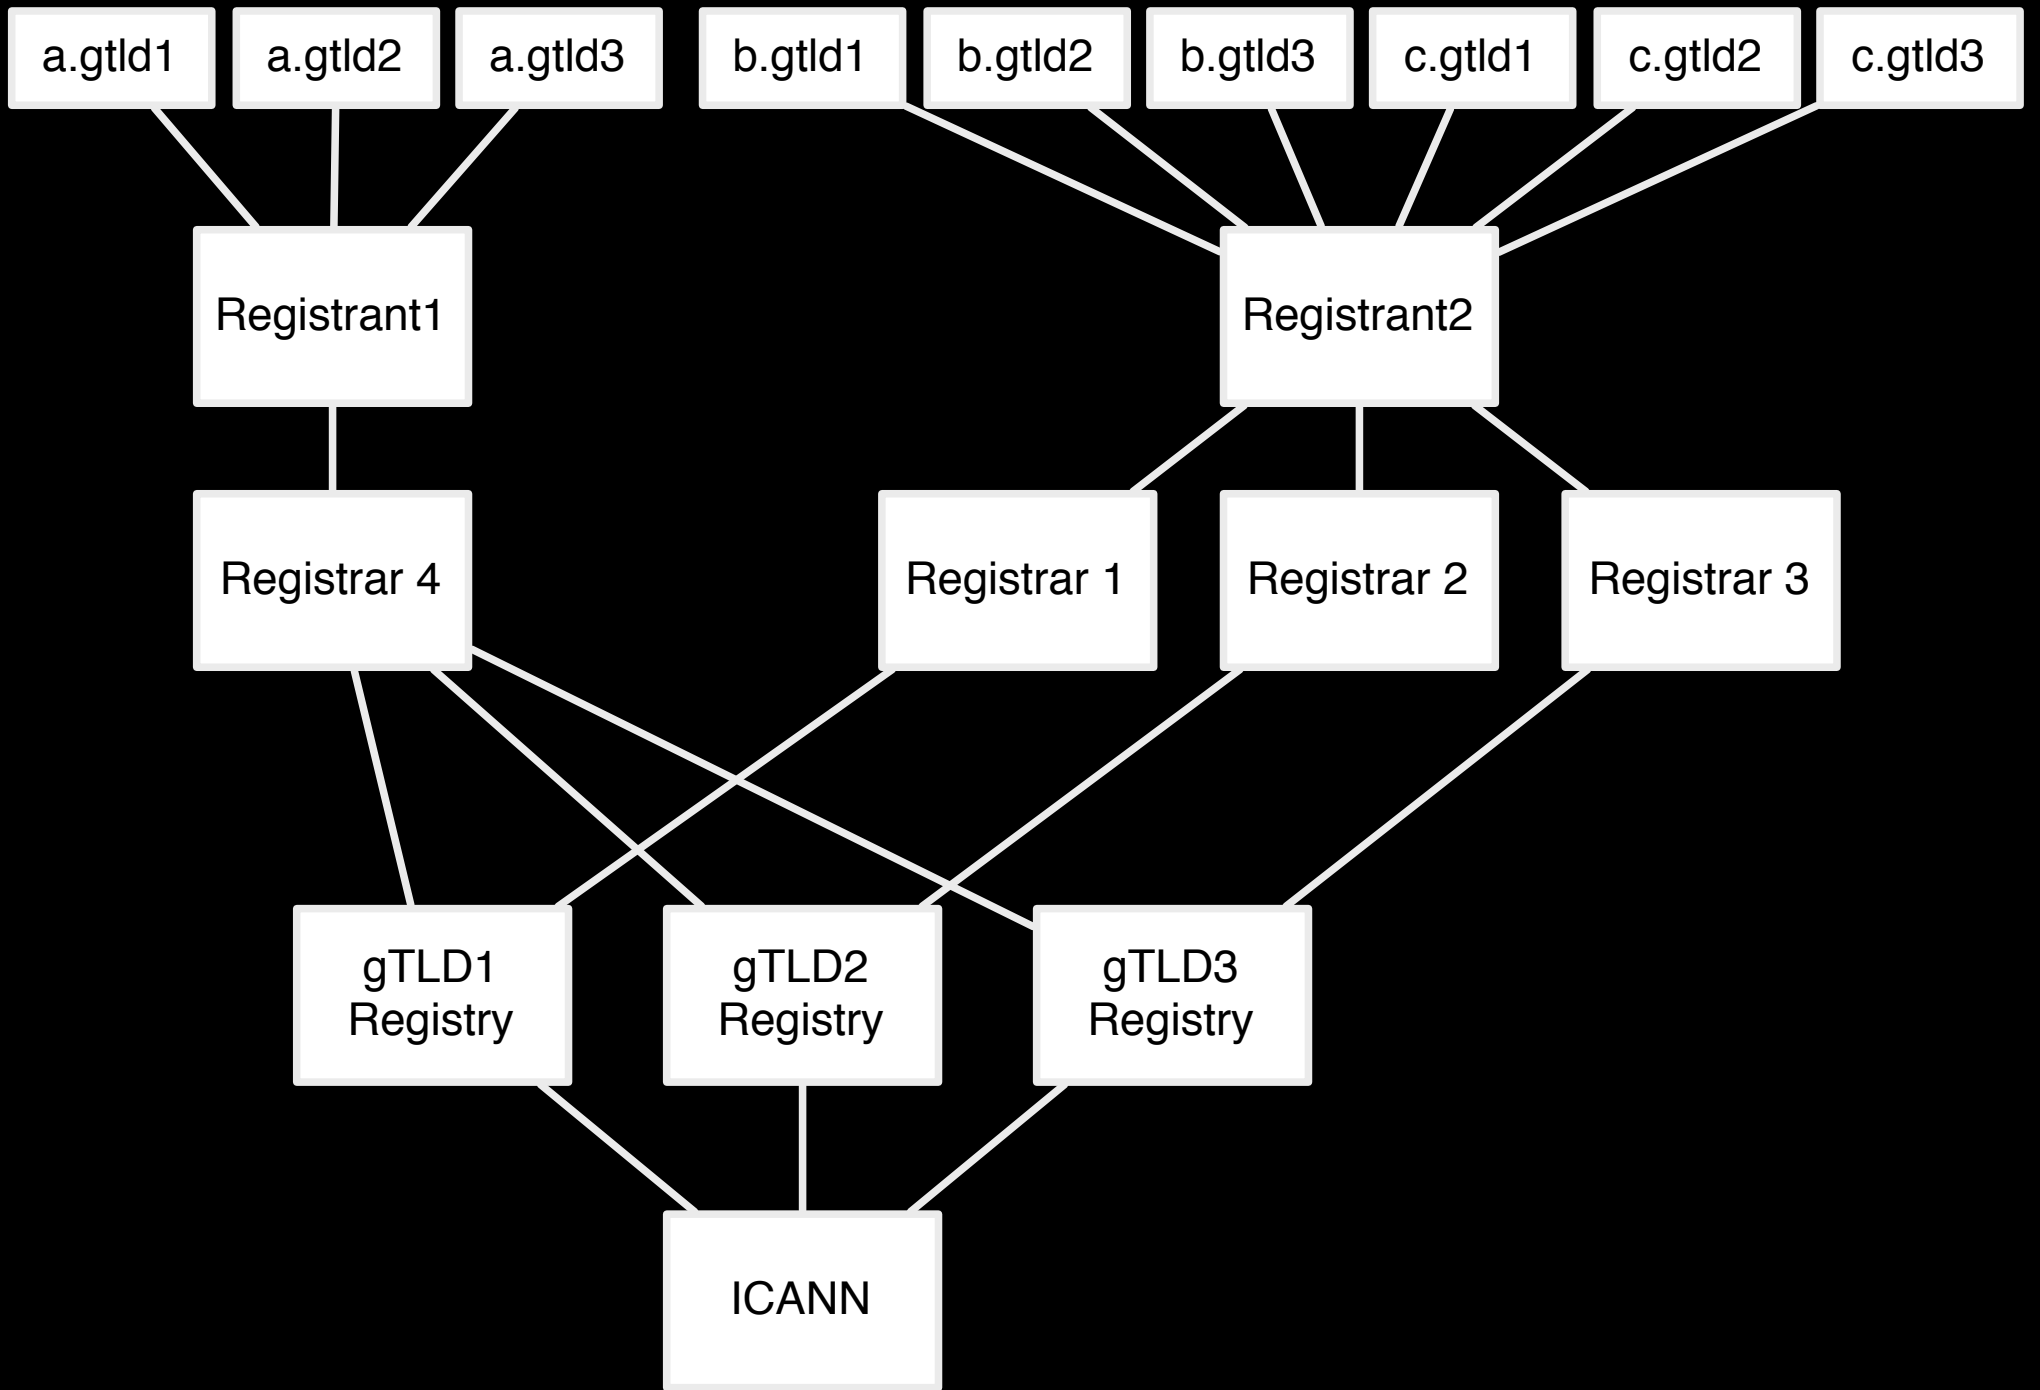 a.gtld1
a.gtld2
a.gtld3
b.gtld1
b.gtld2
b.gtld3
c.gtld1
c.gtld2
c.gtld3
Registrant1
Registrant2
Registrar 4
Registrar 1
Registrar 2
Registrar 3
gTLD1
Registry
gTLD2
Registry
gTLD3
Registry
ICANN